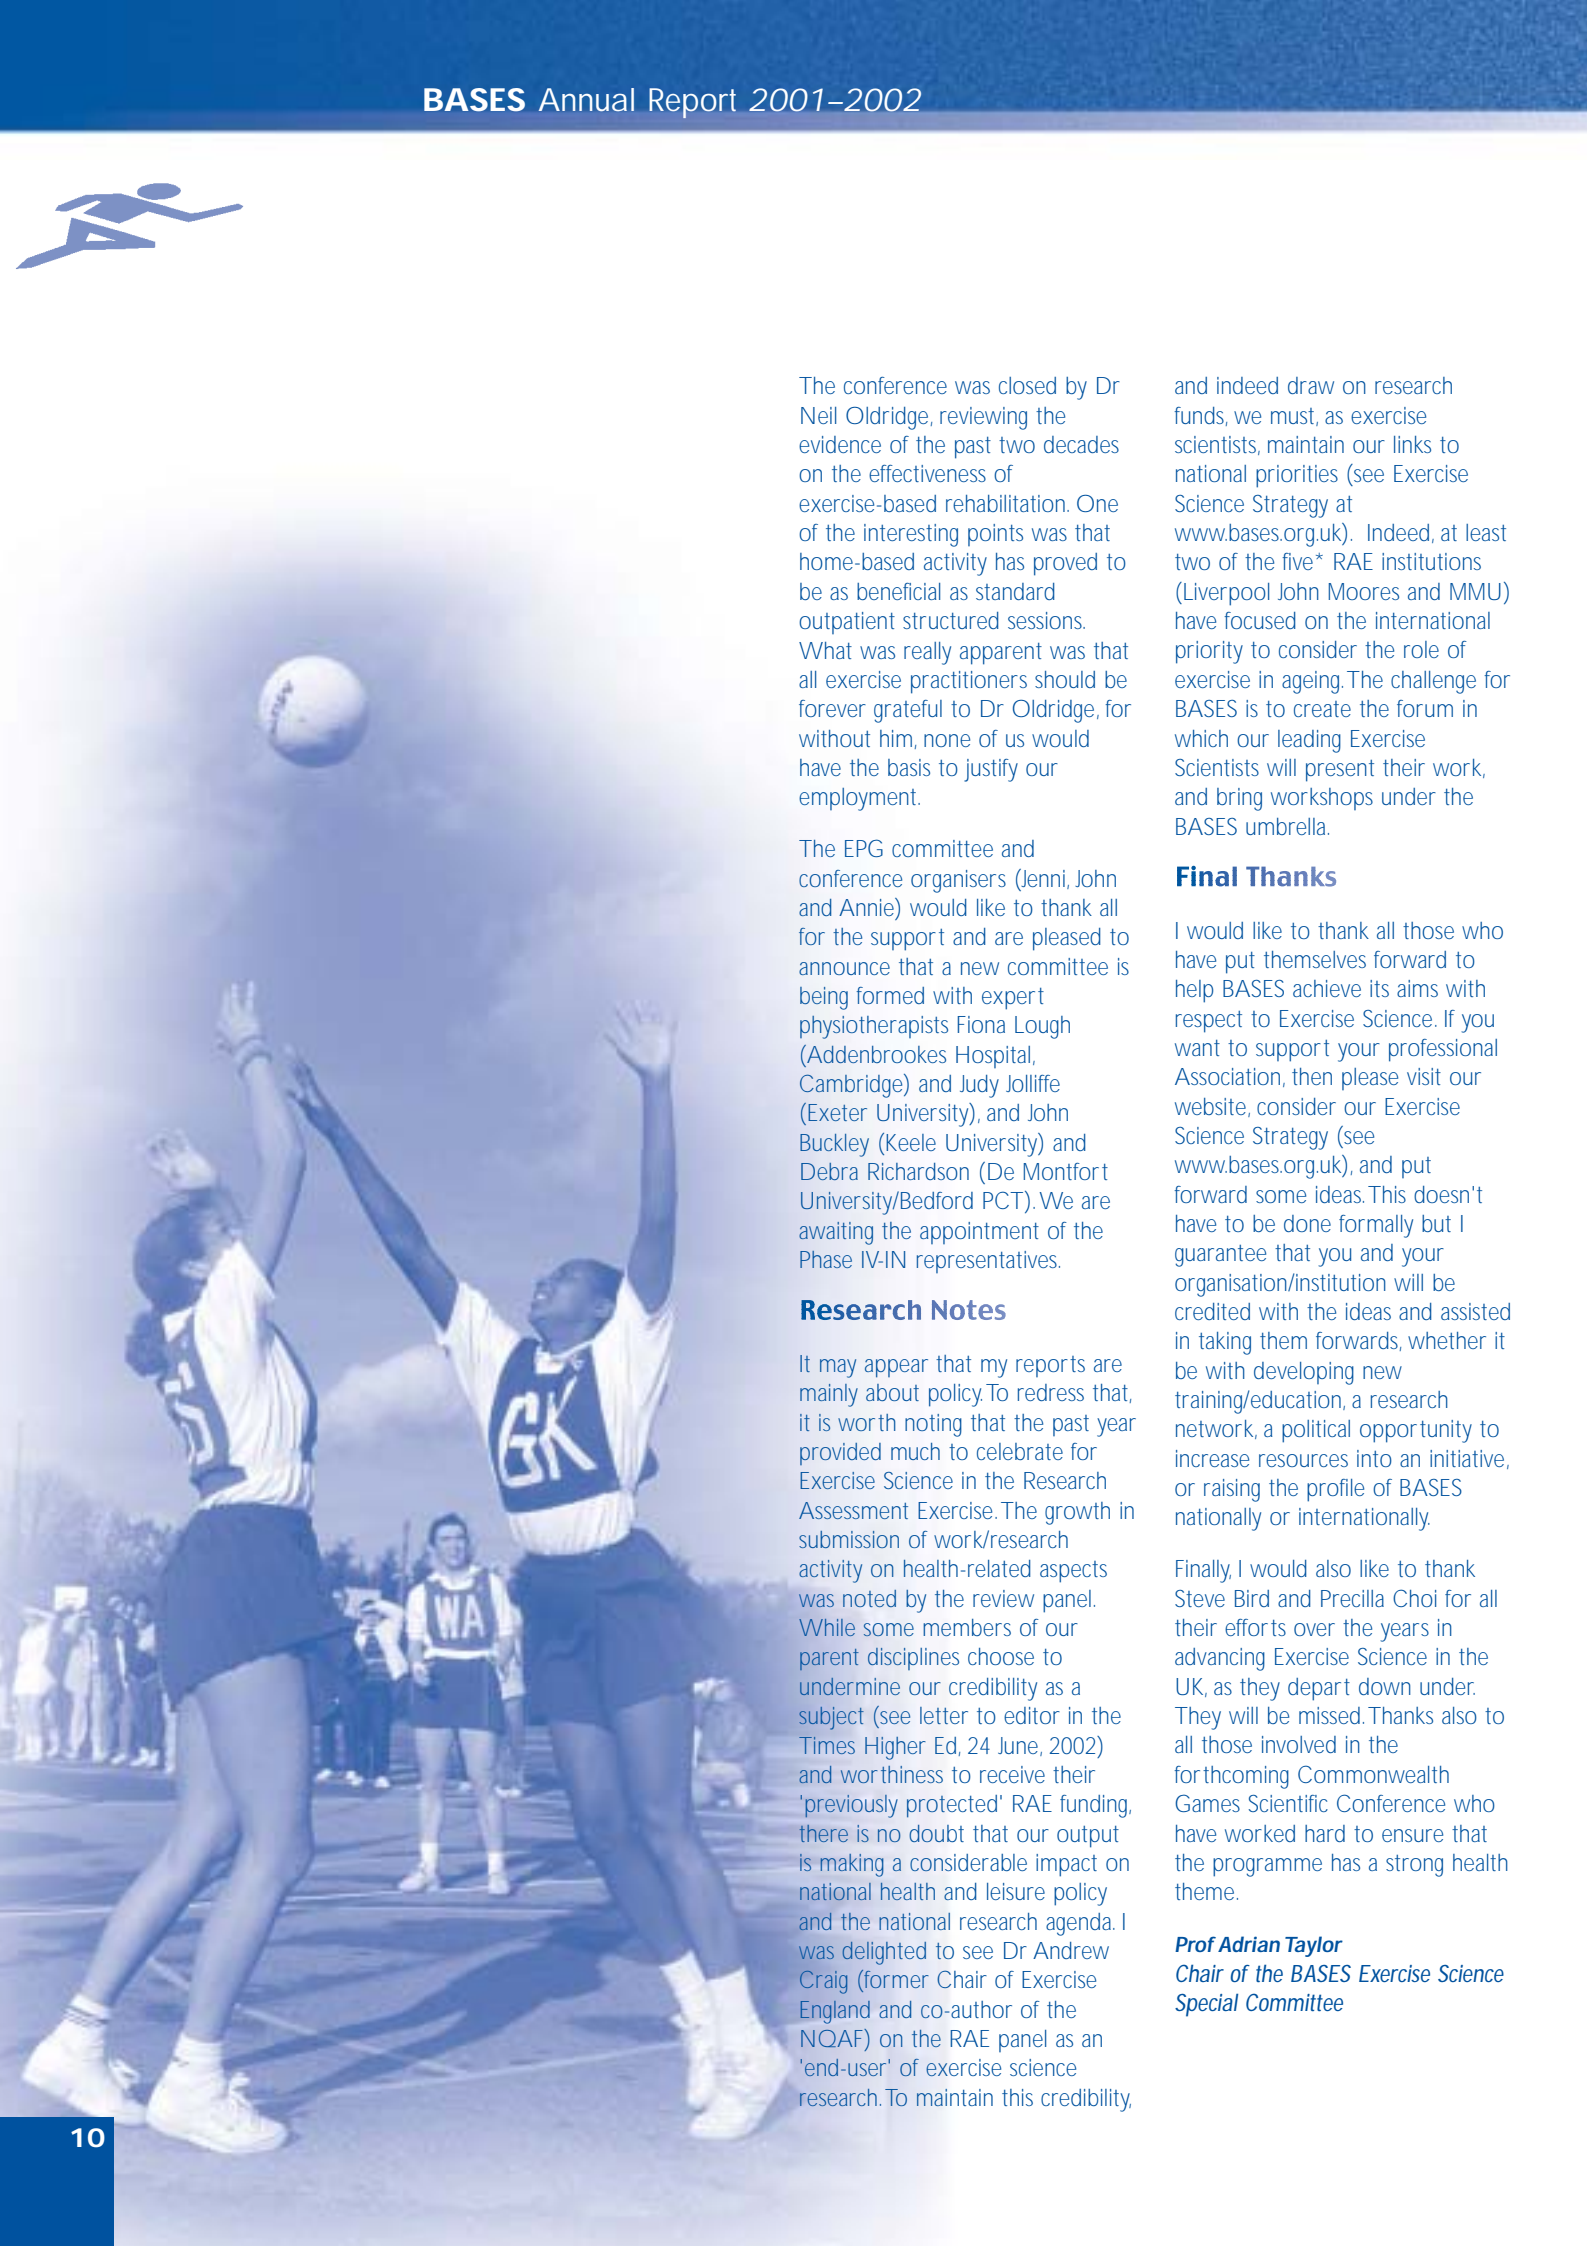 BASES Annual Report 2001–2002
The conference was closed by Dr
Neil Oldridge, reviewing the
evidence of the past two decades
on the effectiveness of
exercise-based rehabilitation. One
of the interesting points was that
home-based activity has proved to
be as beneficial as standard
outpatient structured sessions.
What was really apparent was that
all exercise practitioners should be
forever grateful to Dr Oldridge, for
without him, none of us would
have the basis to justify our
employment.
The EPG committee and
conference organisers (Jenni, John
and Annie) would like to thank all
for the support and are pleased to
announce that a new committee is
being formed with expert
physiotherapists Fiona Lough
(Addenbrookes Hospital,
Cambridge) and Judy Jolliffe
(Exeter University), and John
Buckley (Keele University) and
Debra Richardson (De Montfort
University/Bedford PCT). We are
awaiting the appointment of the
Phase IV-IN representatives.
Research Notes
It may appear that my reports are
mainly about policy. To redress that,
it is worth noting that the past year
provided much to celebrate for
Exercise Science in the Research
Assessment Exercise. The growth in
submission of work/research
activity on health-related aspects
was noted by the review panel.
While some members of our
parent disciplines choose to
undermine our credibility as a
subject (see letter to editor in the
Times Higher Ed, 24 June, 2002)
and worthiness to receive their
'previously protected' RAE funding,
there is no doubt that our output
is making a considerable impact on
national health and leisure policy
and the national research agenda. I
was delighted to see Dr Andrew
Craig (former Chair of Exercise
England and co-author of the
NQAF) on the RAE panel as an
'end-user' of exercise science
research. To maintain this credibility,
and indeed draw on research
funds, we must, as exercise
scientists, maintain our links to
national priorities (see Exercise
Science Strategy at
www.bases.org.uk). Indeed, at least
two of the five* RAE institutions
(Liverpool John Moores and MMU)
have focused on the international
priority to consider the role of
exercise in ageing. The challenge for
BASES is to create the forum in
which our leading Exercise
Scientists will present their work,
and bring workshops under the
BASES umbrella.
Final Thanks
I would like to thank all those who
have put themselves forward to
help BASES achieve its aims with
respect to Exercise Science. If you
want to support your professional
Association, then please visit our
website, consider our Exercise
Science Strategy (see
www.bases.org.uk), and put
forward some ideas. This doesn't
have to be done formally but I
guarantee that you and your
organisation/institution will be
credited with the ideas and assisted
in taking them forwards, whether it
be with developing new
training/education, a research
network, a political opportunity to
increase resources into an initiative,
or raising the profile of BASES
nationally or internationally.
Finally, I would also like to thank
Steve Bird and Precilla Choi for all
their efforts over the years in
advancing Exercise Science in the
UK, as they depart down under.
They will be missed. Thanks also to
all those involved in the
forthcoming Commonwealth
Games Scientific Conference who
have worked hard to ensure that
the programme has a strong health
theme.
Prof Adrian Taylor
Chair of the BASES Exercise Science
Special Committee
GK
WA
10